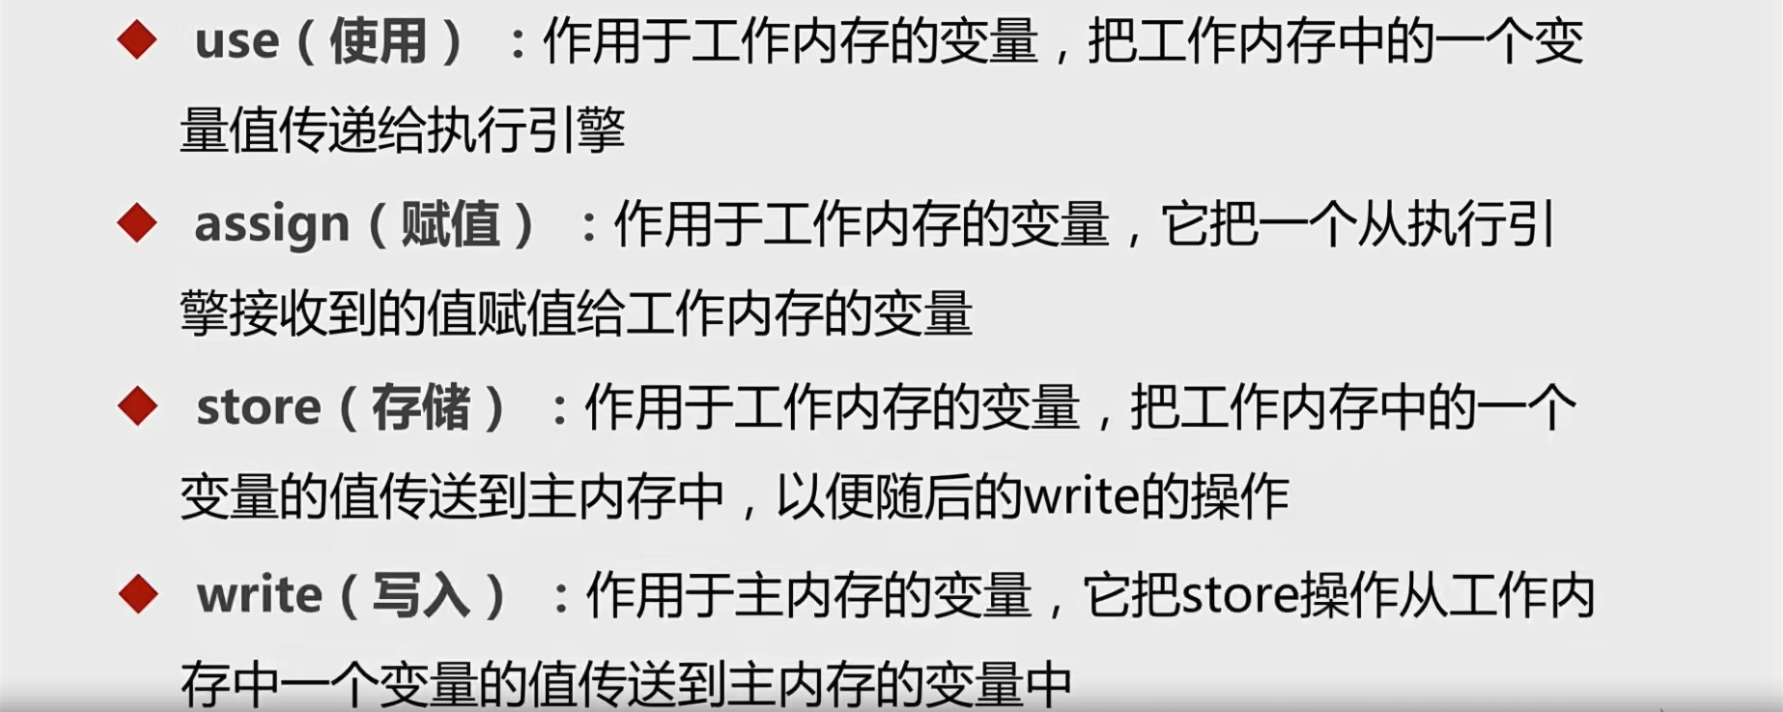 ◆ use（使用）：作用于工作内存的变量，把工作内存中的一个变
量值传递给执行引擎
◆ assign（赋值）：作用于工作内存的变量，它把一个从执行引
擎接收到的值赋值给工作内存的变量
◆ store（存储）：作用于工作内存的变量，把工作内存中的一个
变量的值传送到主内存中，以便随后的write的操作
◆ write（写入）：作用于主内存的变量，它把store操作从工作内
存中一个变量的值传送到主内存的变量中